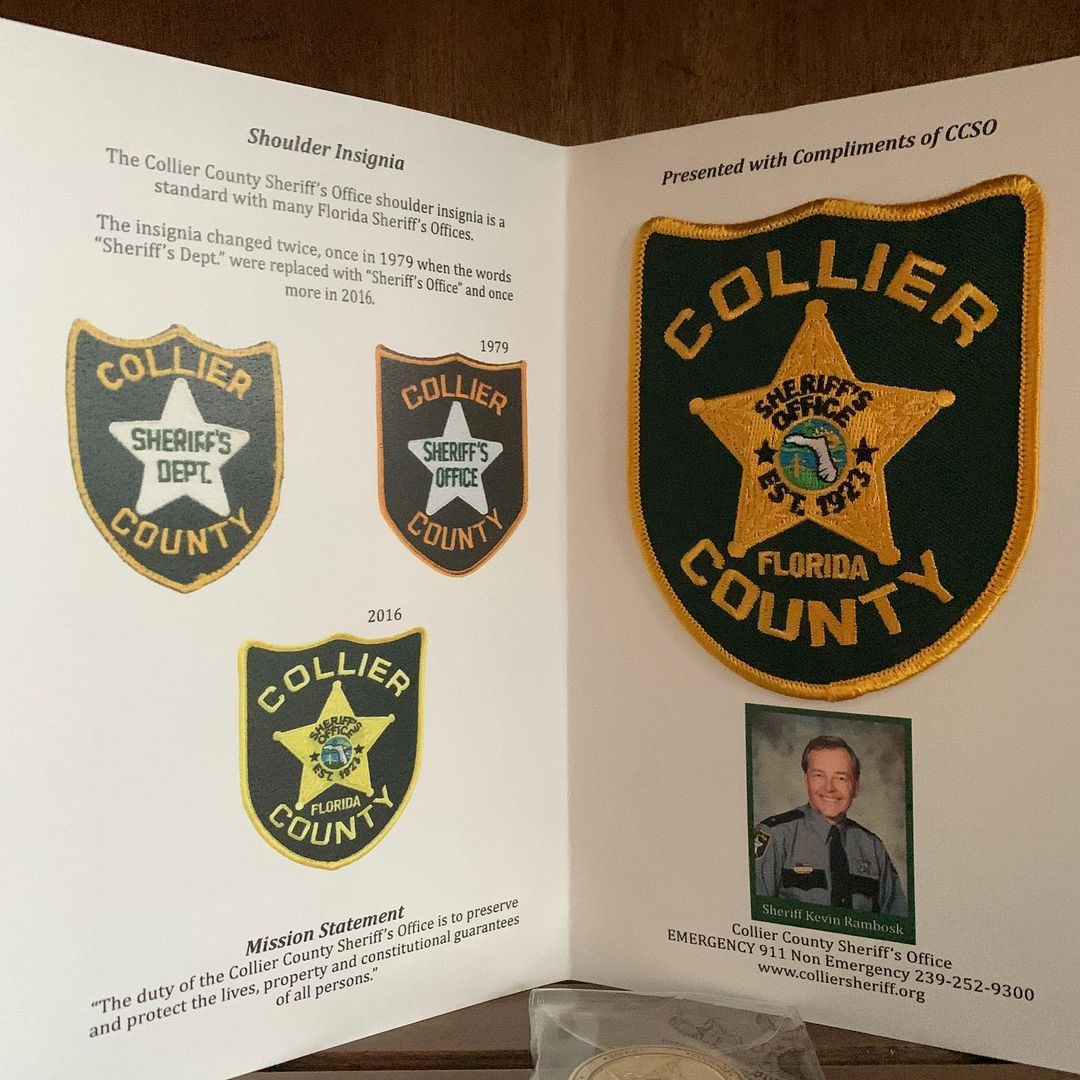 Shoulder Insignia
The Collier County Sheriff's Office shoulder insignia is a
standard with many Florida Sheriff's Offices.
The insignia changed twice, once in 1979 when the words
"Sheriff's Dept." were replaced with "Sheriff's Office" and once
more in 2016.
COLLIER
SHERIFF'S
DEPT.
COUNTY
1979
COLLIER
SHERIFF'S
OFFICE
COUNTY
2016
COLLIER
SHERIFF'S
OFFICE
EST. 1923
FLORIDA
COUNTY
Mission Statement
"The duty of the Collier County Sheriff's Office is to preserve
and protect the lives, property and constitutional guarantees
of all persons."
Presented with Compliments of CCSO
COLLIER
SHERIFF'S
OFFICE
EST. 1923
FLORIDA
COUNTY
Sheriff Kevin Rambosk
Collier County Sheriff's Office
EMERGENCY 911 Non Emergency 239-252-9300
www.colliersheriff.org